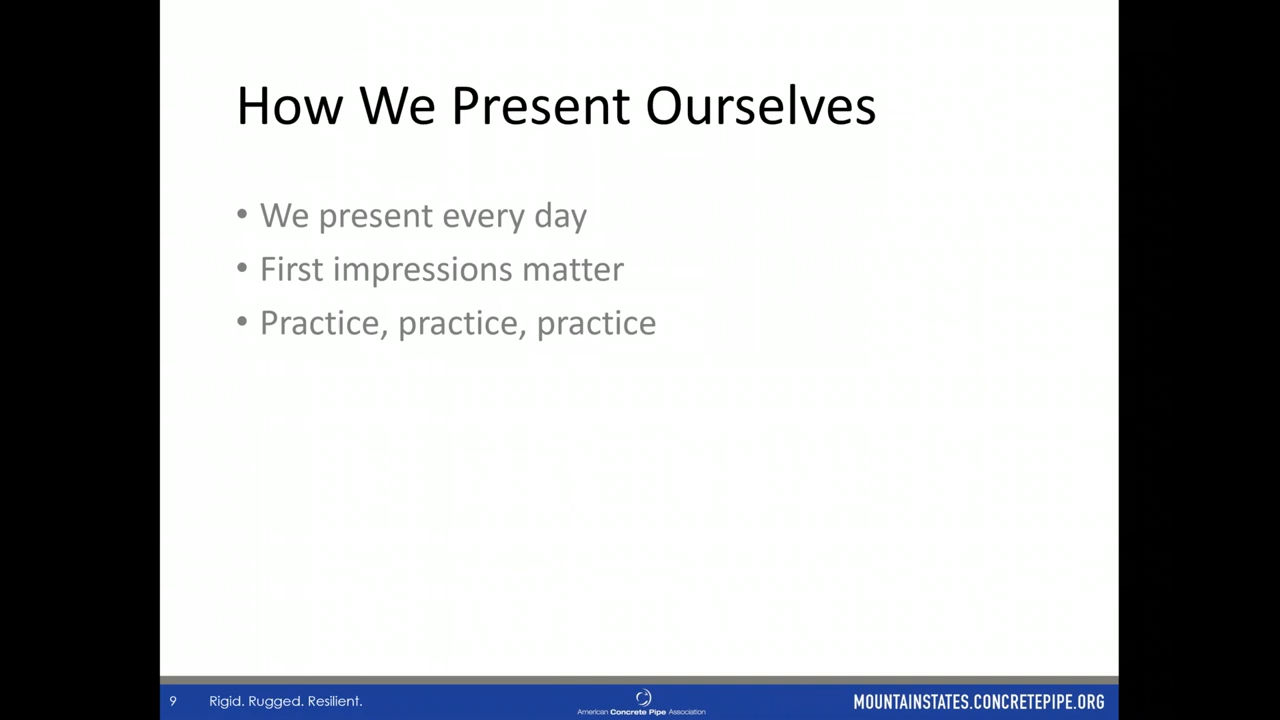 How We Present Ourselves
• We present every day
• First impressions matter
• Practice, practice, practice
9 Rigid. Rugged. Resilient.
American Concrete Pipe Association
MOUNTAINSTATES.CONCRETEPIPE.ORG